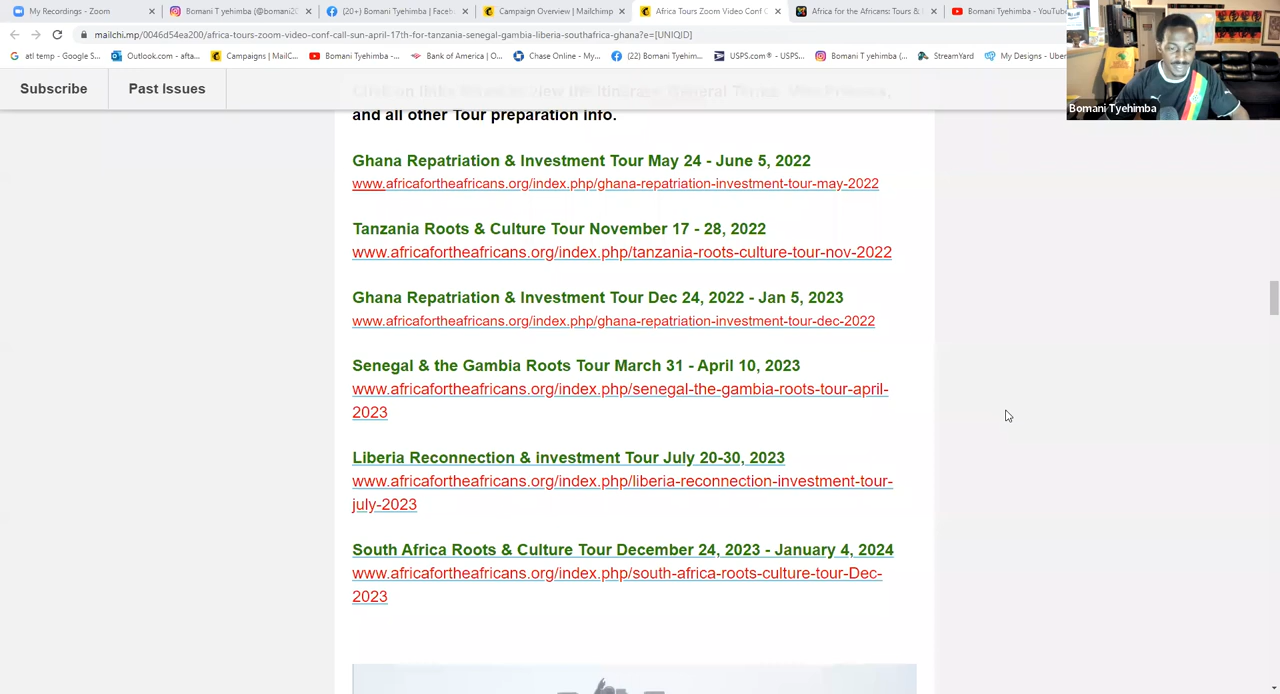 My Recordings - Zoom
Bomani T yehimba (@bomani20
(20+) Bomani Tyehimba | Faceb
Campaign Overview | Mailchimp
Africa Tours Zoom Video Conf C
Africa for the Africans: Tours &
Bomani Tyehimba - YouTub
mailchi.mp/0046d54ea200/africa-tours-zoom-video-conf-call-sun-april-17th-for-tanzania-senegal-gambia-liberia-southafrica-ghana?e=[UNIQID]
atl temp - Google S...
Outlook.com - afta...
Campaigns | MailC...
Bomani Tyehimba -...
Bank of America | O...
Chase Online - My...
(22) Bomani Tyehim...
USPS.com® - USPS...
Bomani T yehimba (...
StreamYard
My Designs - Uber
Bomani Tyehimba
Subscribe
Past Issues
and all other Tour preparation info.
Ghana Repatriation & Investment Tour May 24 - June 5, 2022
www.africafortheafricans.org/index.php/ghana-repatriation-investment-tour-may-2022
Tanzania Roots & Culture Tour November 17 - 28, 2022
www.africafortheafricans.org/index.php/tanzania-roots-culture-tour-nov-2022
Ghana Repatriation & Investment Tour Dec 24, 2022 - Jan 5, 2023
www.africafortheafricans.org/index.php/ghana-repatriation-investment-tour-dec-2022
Senegal & the Gambia Roots Tour March 31 - April 10, 2023
www.africafortheafricans.org/index.php/senegal-the-gambia-roots-tour-april-
2023
Liberia Reconnection & investment Tour July 20-30, 2023
www.africafortheafricans.org/index.php/liberia-reconnection-investment-tour-
july-2023
South Africa Roots & Culture Tour December 24, 2023 - January 4, 2024
www.africafortheafricans.org/index.php/south-africa-roots-culture-tour-Dec-
2023